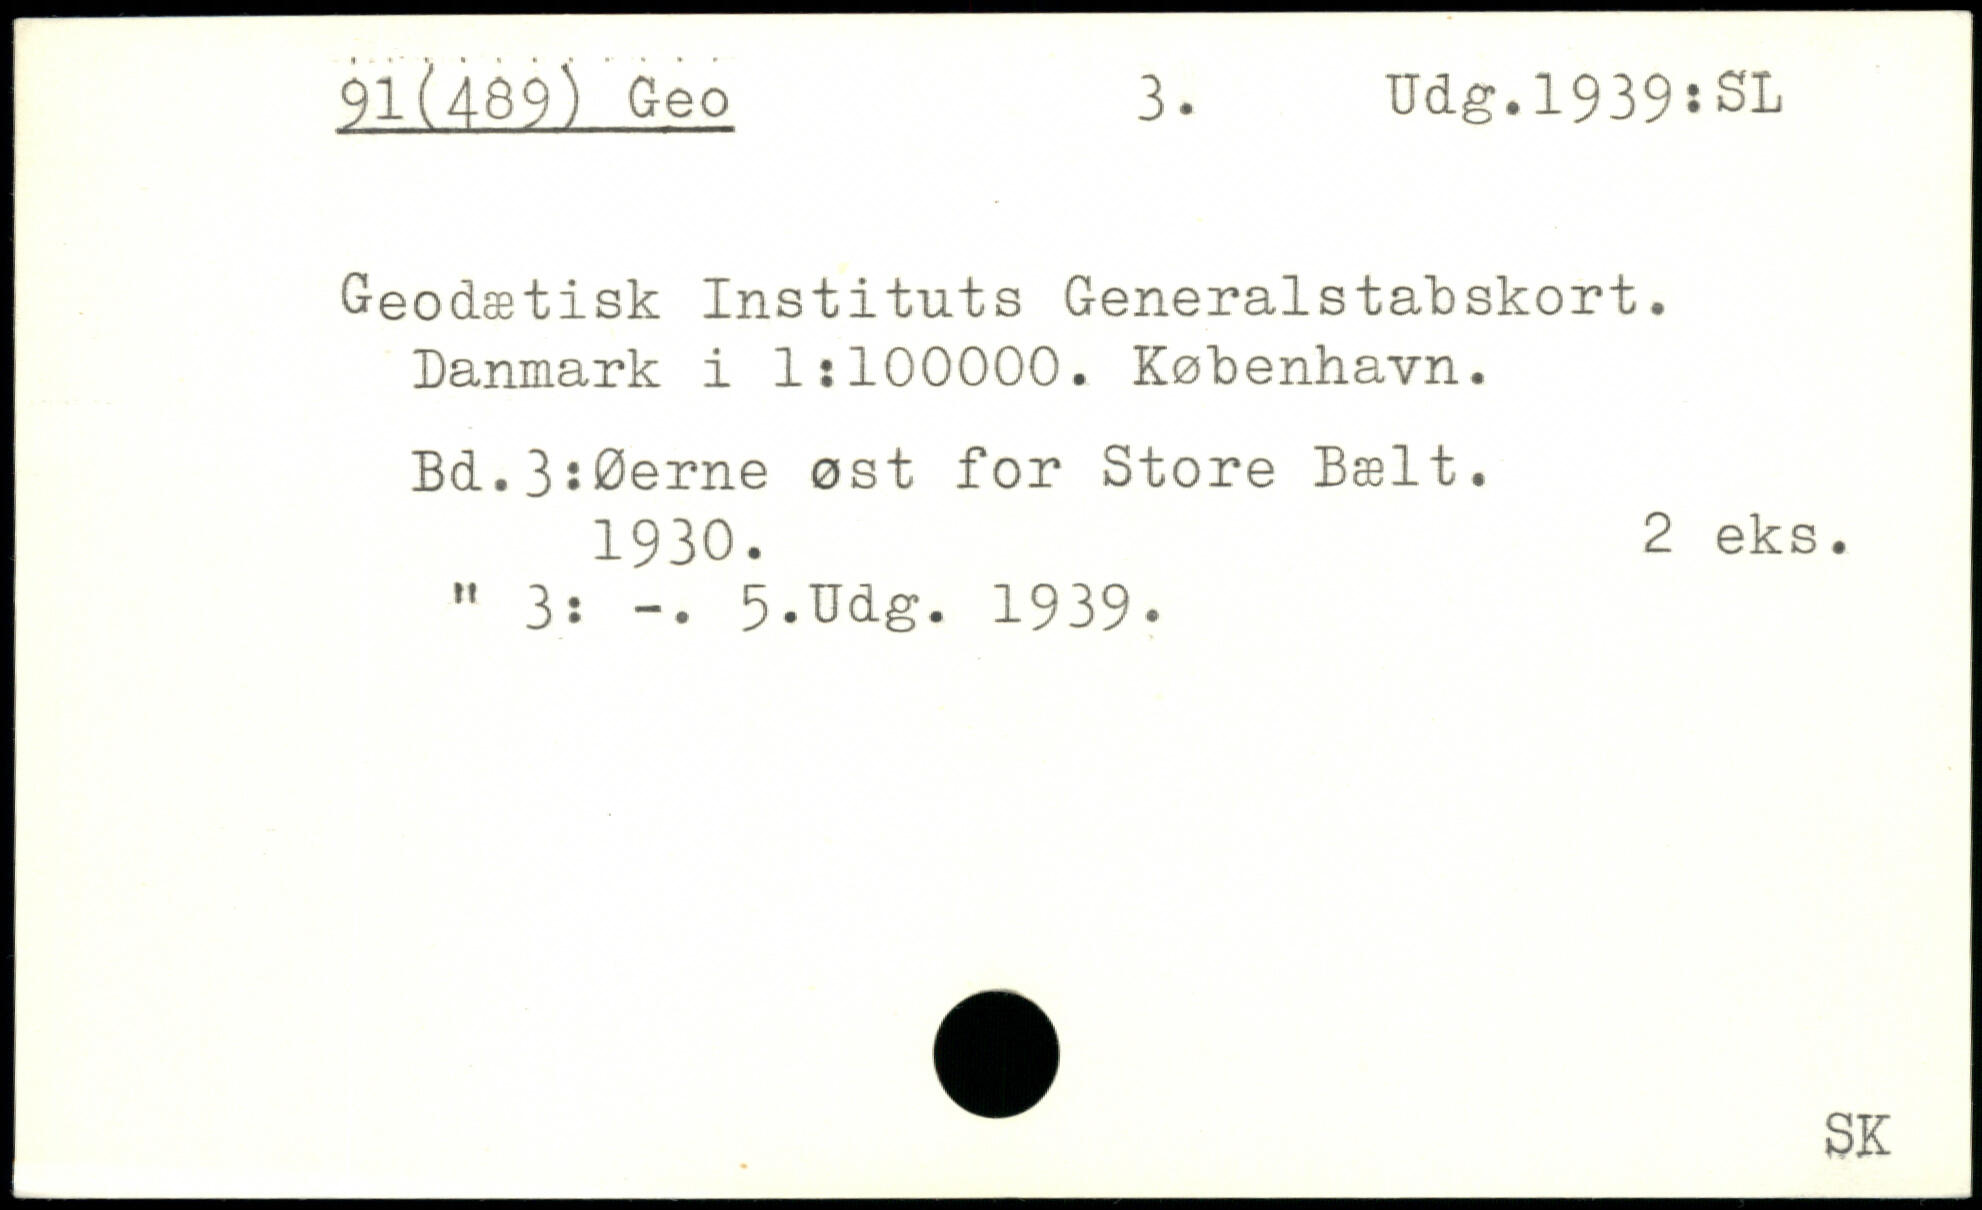 91(489) Geo 3. Udg.1939:SL
Geodætisk Instituts Generalstabskort.
Danmark i 1:100000. København.
Bd.3:Øerne øst for Store Bælt.
1930. 2 eks.
" 3: -. 5.Udg. 1939.
SK